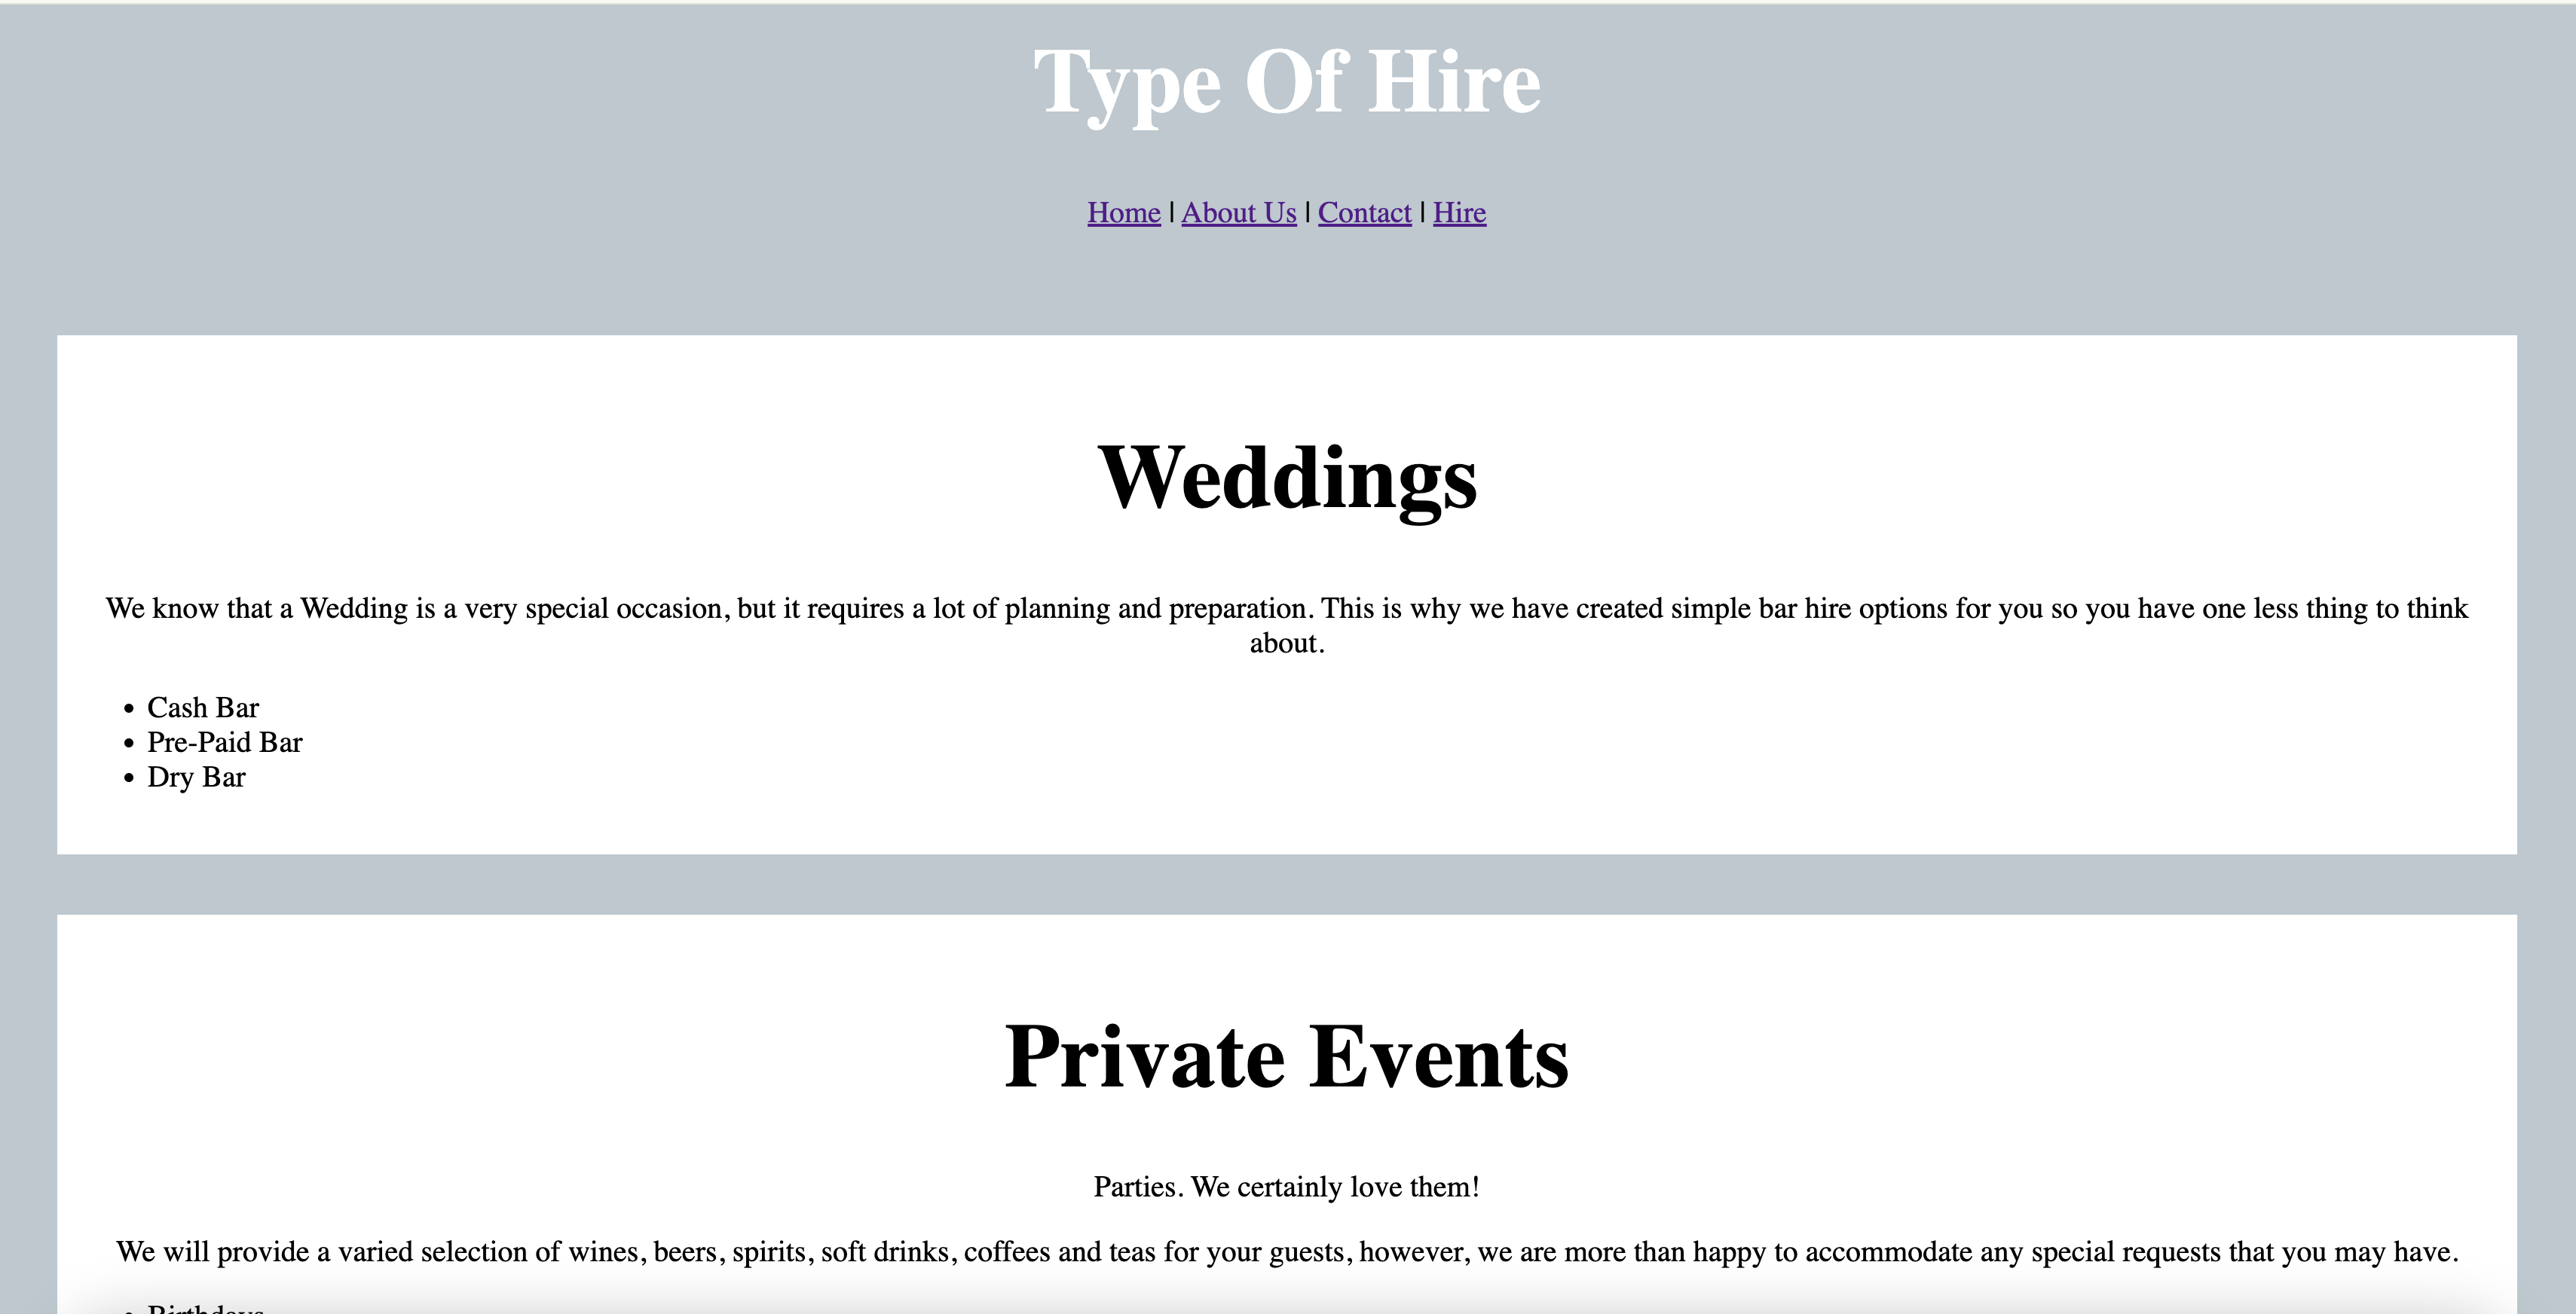 Type Of Hire
Home | About Us | Contact | Hire
Weddings
We know that a Wedding is a very special occasion, but it requires a lot of planning and preparation. This is why we have created simple bar hire options for you so you have one less thing to think
about.
• Cash Bar
• Pre-Paid Bar
• Dry Bar
Private Events
Parties. We certainly love them!
We will provide a varied selection of wines, beers, spirits, soft drinks, coffees and teas for your guests, however, we are more than happy to accommodate any special requests that you may have.
• Birthdays